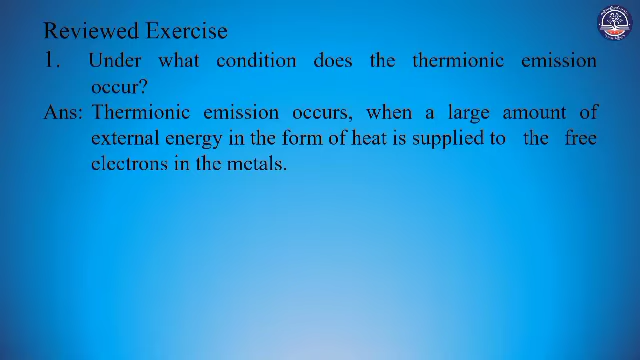 Reviewed Exercise
1. Under what condition does the thermionic emission
occur?
Ans: Thermionic emission occurs, when a large amount of
external energy in the form of heat is supplied to the free
electrons in the metals.